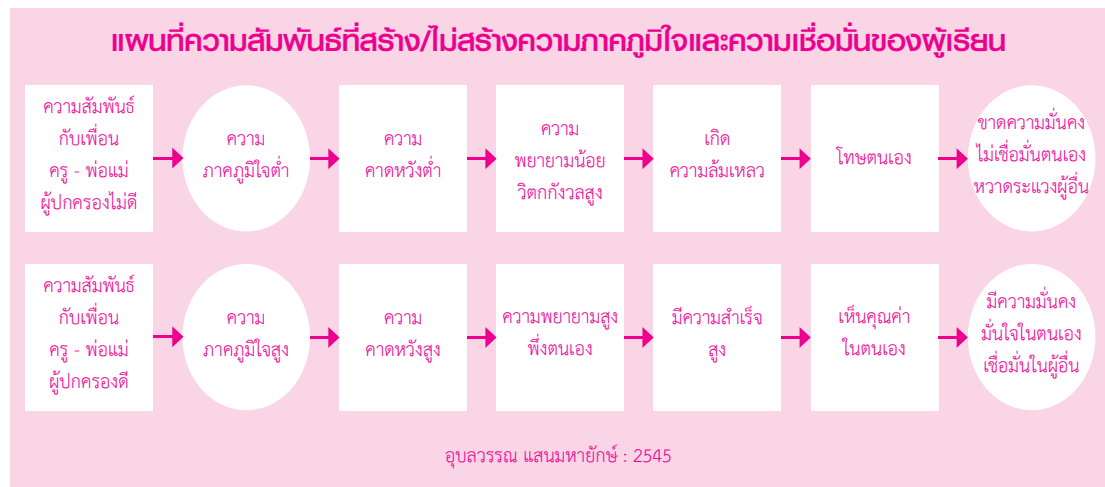 แผนที่ความสัมพันธ์ที่สร้าง/ไม่สร้างความภาคภูมิใจและความเชื่อมั่นของผู้เรียน
ความสัมพันธ์
กับเพื่อน
ครู - พ่อแม่
ผู้ปกครองไม่ดี
ความ
ภาคภูมิใจต่ำ
ความ
คาดหวังต่ำ
ความ
พยายามน้อย
วิตกกังวลสูง
เกิด
ความล้มเหลว
โทษตนเอง
ขาดความมั่นคง
ไม่เชื่อมั่นตนเอง
หวาดระแวงผู้อื่น
ความสัมพันธ์
กับเพื่อน
ครู - พ่อแม่
ผู้ปกครองดี
ความ
ภาคภูมิใจสูง
ความ
คาดหวังสูง
ความพยายามสูง
พึ่งตนเอง
มีความสำเร็จ
สูง
เห็นคุณค่า
ในตนเอง
มีความมั่นคง
มั่นใจในตนเอง
เชื่อมั่นในผู้อื่น
อุบลวรรณ แสนมหายักษ์ : 2545